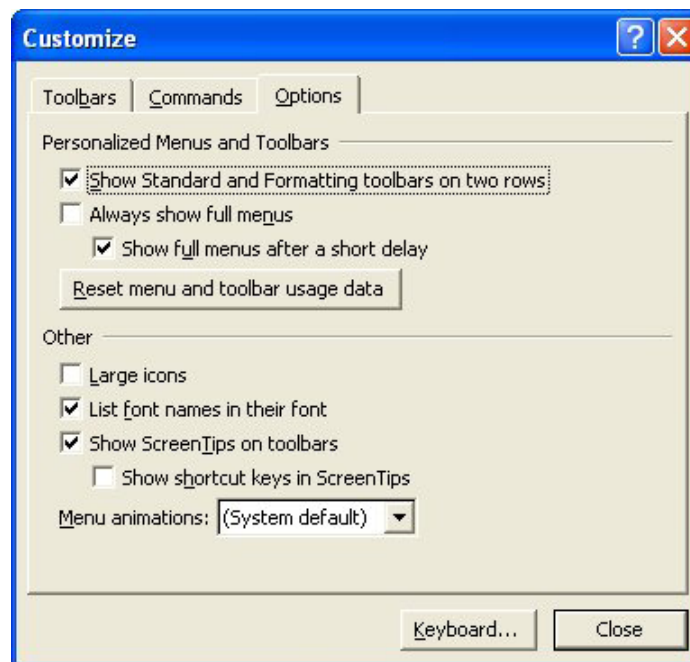 Customize
Toolbars Commands Options
Personalized Menus and Toolbars
Show Standard and Formatting toolbars on two rows
Always show full menus
Show full menus after a short delay
Reset menu and toolbar usage data
Other
Large icons
List font names in their font
Show ScreenTips on toolbars
Show shortcut keys in ScreenTips
Menu animations: (System default)
Keyboard... Close